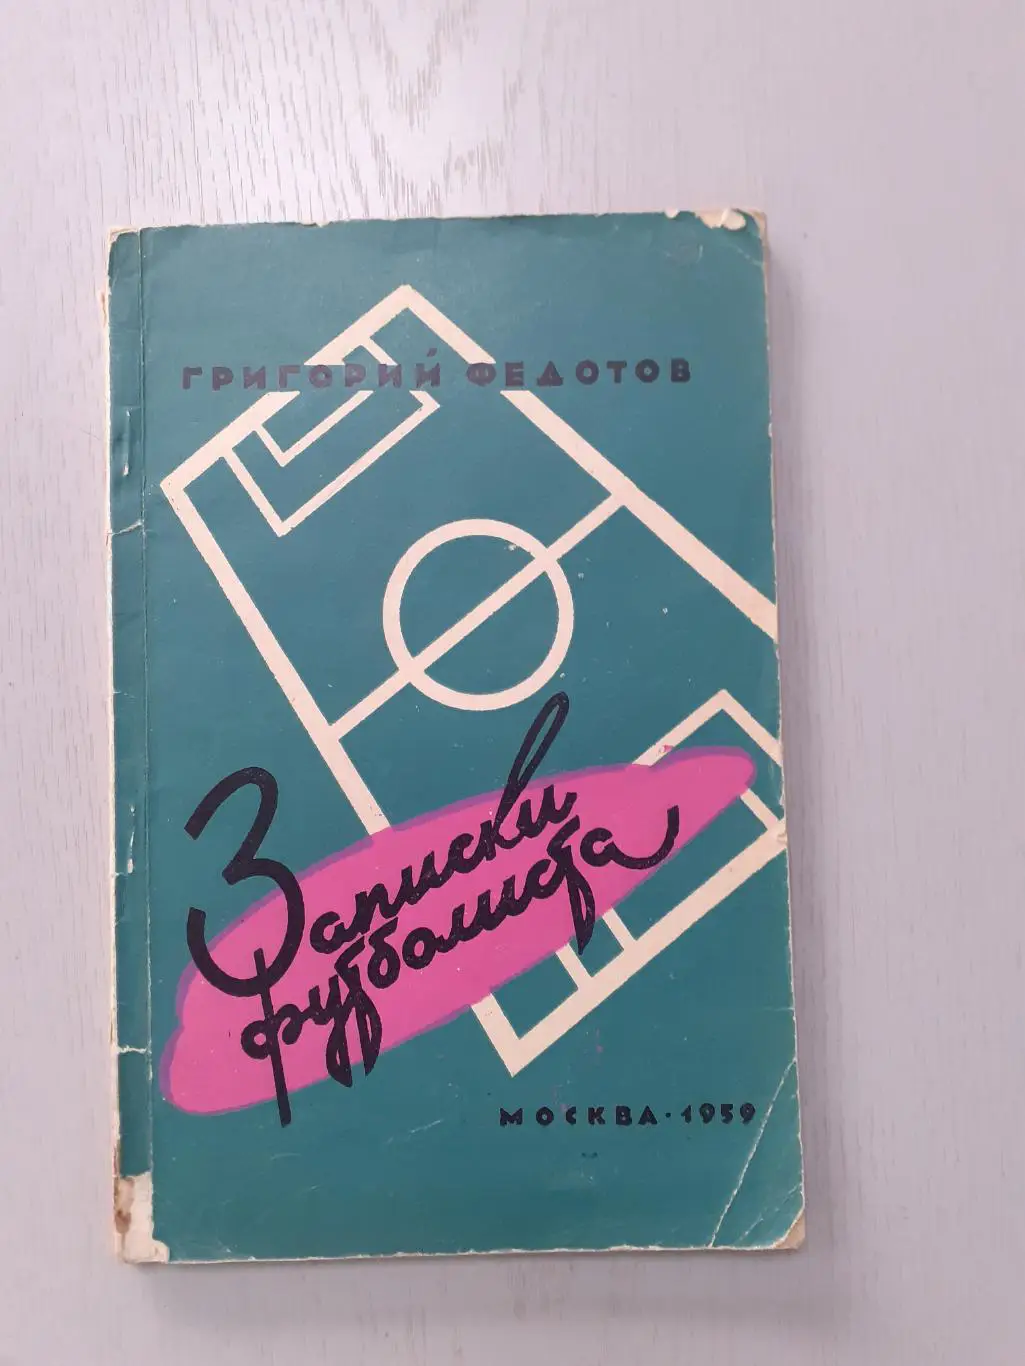 ГРИГОРИЙ ФЕДОТОВ
Записки
футболиста
МОСКВА · 1959